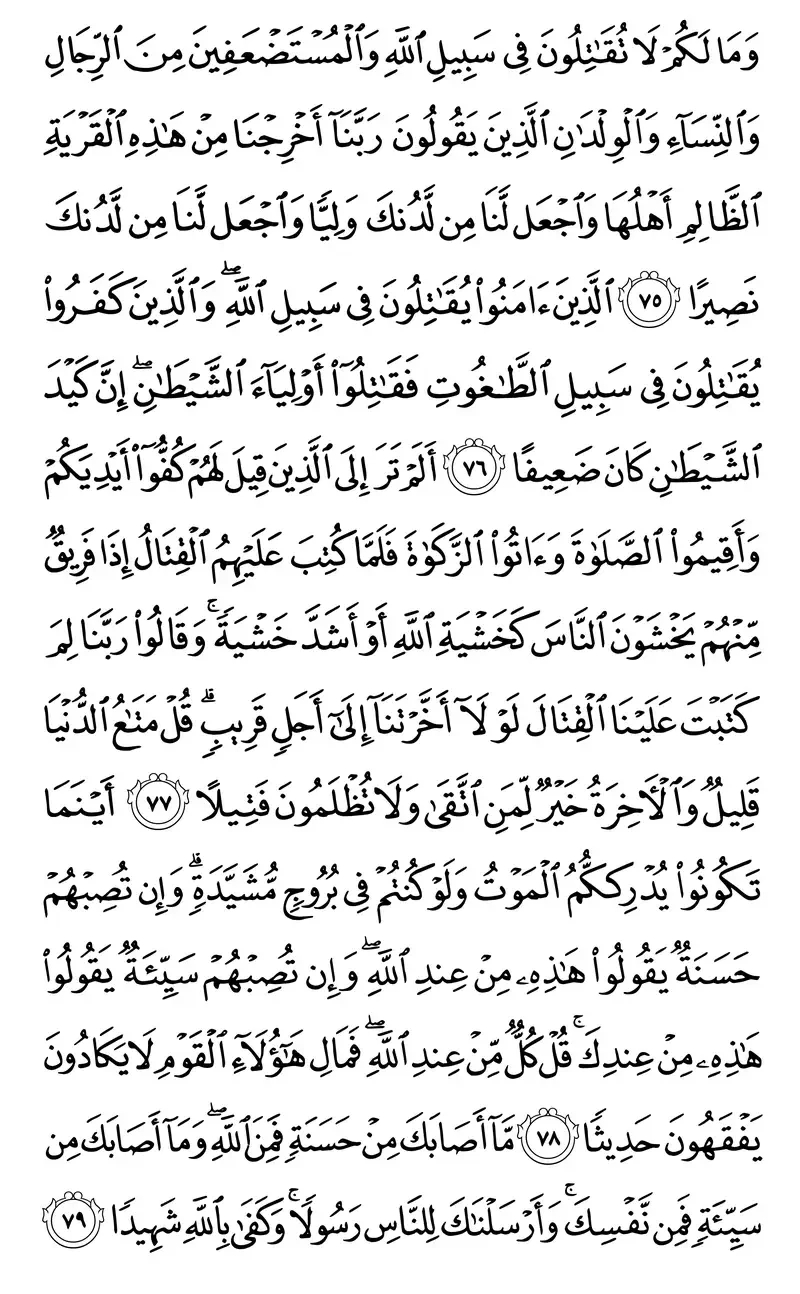 وَمَا لَكُمْ لَا تُقَٰتِلُونَ فِى سَبِيلِ ٱللَّهِ وَٱلْمُسْتَضْعَفِينَ مِنَ ٱلرِّجَالِ
وَٱلنِّسَآءِ وَٱلْوِلْدَٰنِ ٱلَّذِينَ يَقُولُونَ رَبَّنَآ أَخْرِجْنَا مِنْ هَٰذِهِ ٱلْقَرْيَةِ
ٱلظَّالِمِ أَهْلُهَا وَٱجْعَل لَّنَا مِن لَّدُنكَ وَلِيًّا وَٱجْعَل لَّنَا مِن لَّدُنكَ
نَصِيرًا ٧٥ ٱلَّذِينَ ءَامَنُوا۟ يُقَٰتِلُونَ فِى سَبِيلِ ٱللَّهِ ۖ وَٱلَّذِينَ كَفَرُوا۟
يُقَٰتِلُونَ فِى سَبِيلِ ٱلطَّٰغُوتِ فَقَٰتِلُوٓا۟ أَوْلِيَآءَ ٱلشَّيْطَٰنِ ۖ إِنَّ كَيْدَ
ٱلشَّيْطَٰنِ كَانَ ضَعِيفًا ٧٦ أَلَمْ تَرَ إِلَى ٱلَّذِينَ قِيلَ لَهُمْ كُفُّوٓا۟ أَيْدِيَكُمْ
وَأَقِيمُوا۟ ٱلصَّلَوٰةَ وَءَاتُوا۟ ٱلزَّكَوٰةَ فَلَمَّا كُتِبَ عَلَيْهِمُ ٱلْقِتَالُ إِذَا فَرِيقٌ
مِّنْهُمْ يَخْشَوْنَ ٱلنَّاسَ كَخَشْيَةِ ٱللَّهِ أَوْ أَشَدَّ خَشْيَةً ۚ وَقَالُوا۟ رَبَّنَا لِمَ
كَتَبْتَ عَلَيْنَا ٱلْقِتَالَ لَوْلَآ أَخَّرْتَنَآ إِلَىٰٓ أَجَلٍ قَرِيبٍ ۗ قُلْ مَتَٰعُ ٱلدُّنْيَا
قَلِيلٌ وَٱلْـَٔاخِرَةُ خَيْرٌ لِّمَنِ ٱتَّقَىٰ وَلَا تُظْلَمُونَ فَتِيلًا ٧٧ أَيْنَمَا
تَكُونُوا۟ يُدْرِككُّمُ ٱلْمَوْتُ وَلَوْ كُنتُمْ فِى بُرُوجٍ مُّشَيَّدَةٍ ۗ وَإِن تُصِبْهُمْ
حَسَنَةٌ يَقُولُوا۟ هَٰذِهِۦ مِنْ عِندِ ٱللَّهِ ۖ وَإِن تُصِبْهُمْ سَيِّئَةٌ يَقُولُوا۟
هَٰذِهِۦ مِنْ عِندِكَ ۚ قُلْ كُلٌّ مِّنْ عِندِ ٱللَّهِ ۖ فَمَالِ هَٰٓؤُلَآءِ ٱلْقَوْمِ لَا يَكَادُونَ
يَفْقَهُونَ حَدِيثًا ٧٨ مَّآ أَصَابَكَ مِنْ حَسَنَةٍ فَمِنَ ٱللَّهِ ۖ وَمَآ أَصَابَكَ مِن
سَيِّئَةٍ فَمِن نَّفْسِكَ ۚ وَأَرْسَلْنَٰكَ لِلنَّاسِ رَسُولًا ۚ وَكَفَىٰ بِٱللَّهِ شَهِيدًا ٧٩